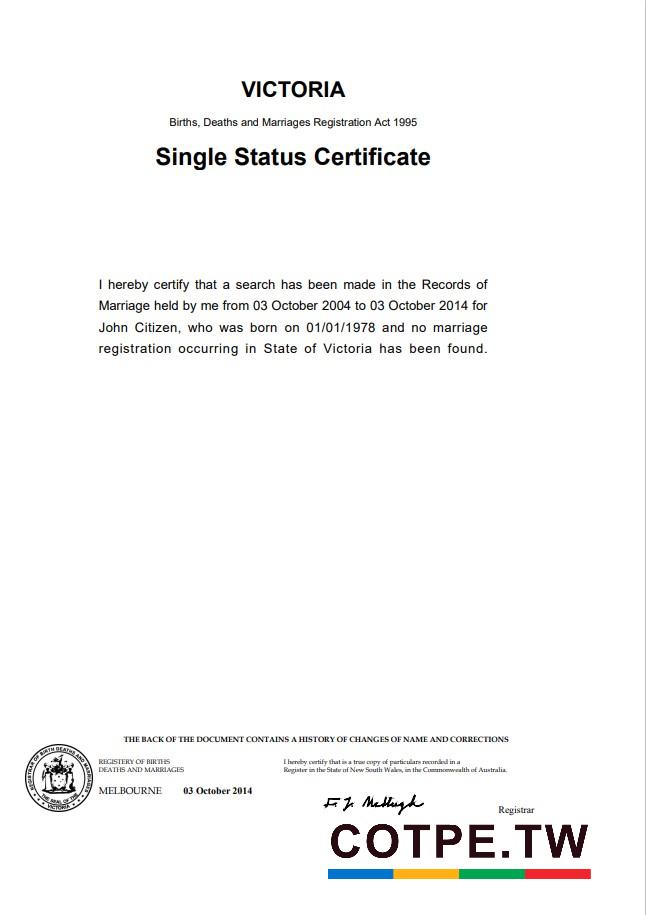 VICTORIA
Births, Deaths and Marriages Registration Act 1995
Single Status Certificate
I hereby certify that a search has been made in the Records of
Marriage held by me from 03 October 2004 to 03 October 2014 for
John Citizen, who was born on 01/01/1978 and no marriage
registration occurring in State of Victoria has been found.
THE BACK OF THE DOCUMENT CONTAINS A HISTORY OF CHANGES OF NAME AND CORRECTIONS
REGISTRAR OF BIRTH DEATHS AND MARRIAGES
THE SEAL OF THE
VICTORIA
REGISTERY OF BIRTHS
DEATHS AND MARRIAGES
MELBOURNE 03 October 2014
I hereby certify that is a true copy of particulars recorded in a
Register in the State of New South Wales, in the Commonwealth of Australia.
Registrar
COTPE.TW